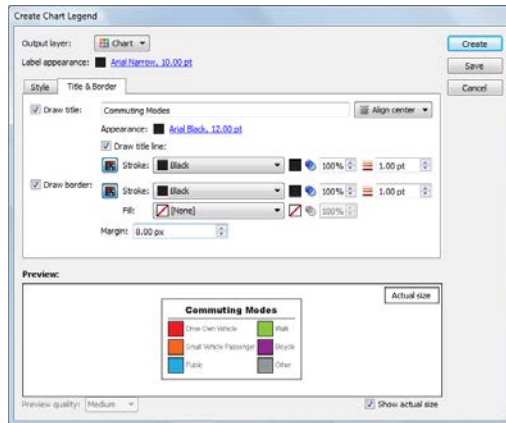 Create Chart Legend
Output layer: Chart
Create
Label appearance: Arial Narrow, 10.00 pt
Save
Style Title & Border
Cancel
Draw title: Commuting Modes Align center
Appearance: Arial Black, 12.00 pt
Draw title line:
Stroke: Black 100% 1.00 pt
Draw border: Stroke: Black 100% 1.00 pt
Fill: [None] 100%
Margin: 8.00 px
Preview:
Actual size
Commuting Modes
Drive Own Vehicle Walk
Small Vehicle Passenger Bicycle
Public Other
Preview quality: Medium Show actual size